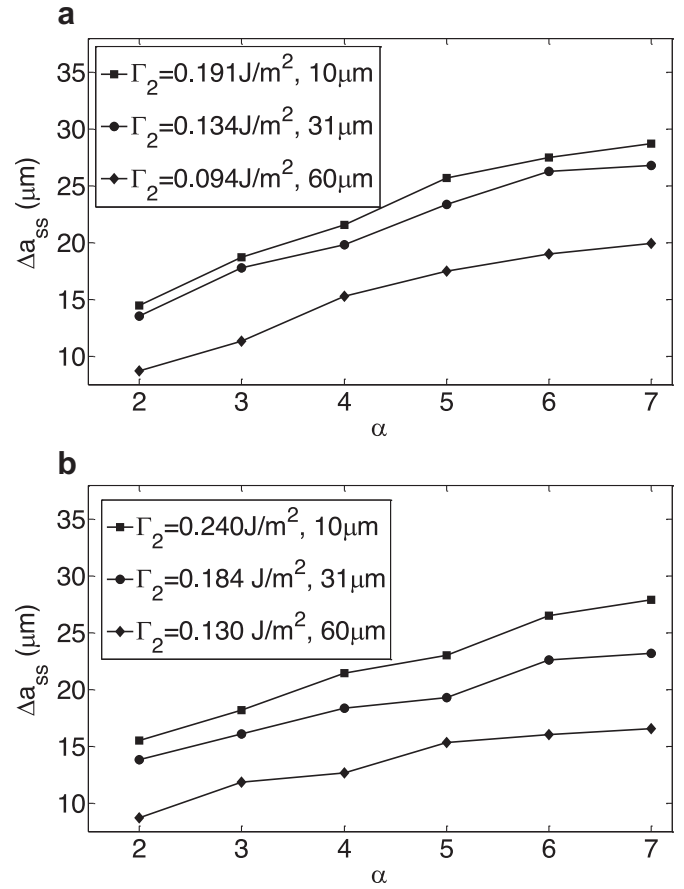 a
35
30
25
20
15
10
Δa_ss (μm)
Γ₂=0.191J/m², 10μm
Γ₂=0.134J/m², 31μm
Γ₂=0.094J/m², 60μm
2 3 4 5 6 7
α
b
35
30
25
20
15
10
Δa_ss (μm)
Γ₂=0.240J/m², 10μm
Γ₂=0.184 J/m², 31μm
Γ₂=0.130 J/m², 60μm
2 3 4 5 6 7
α